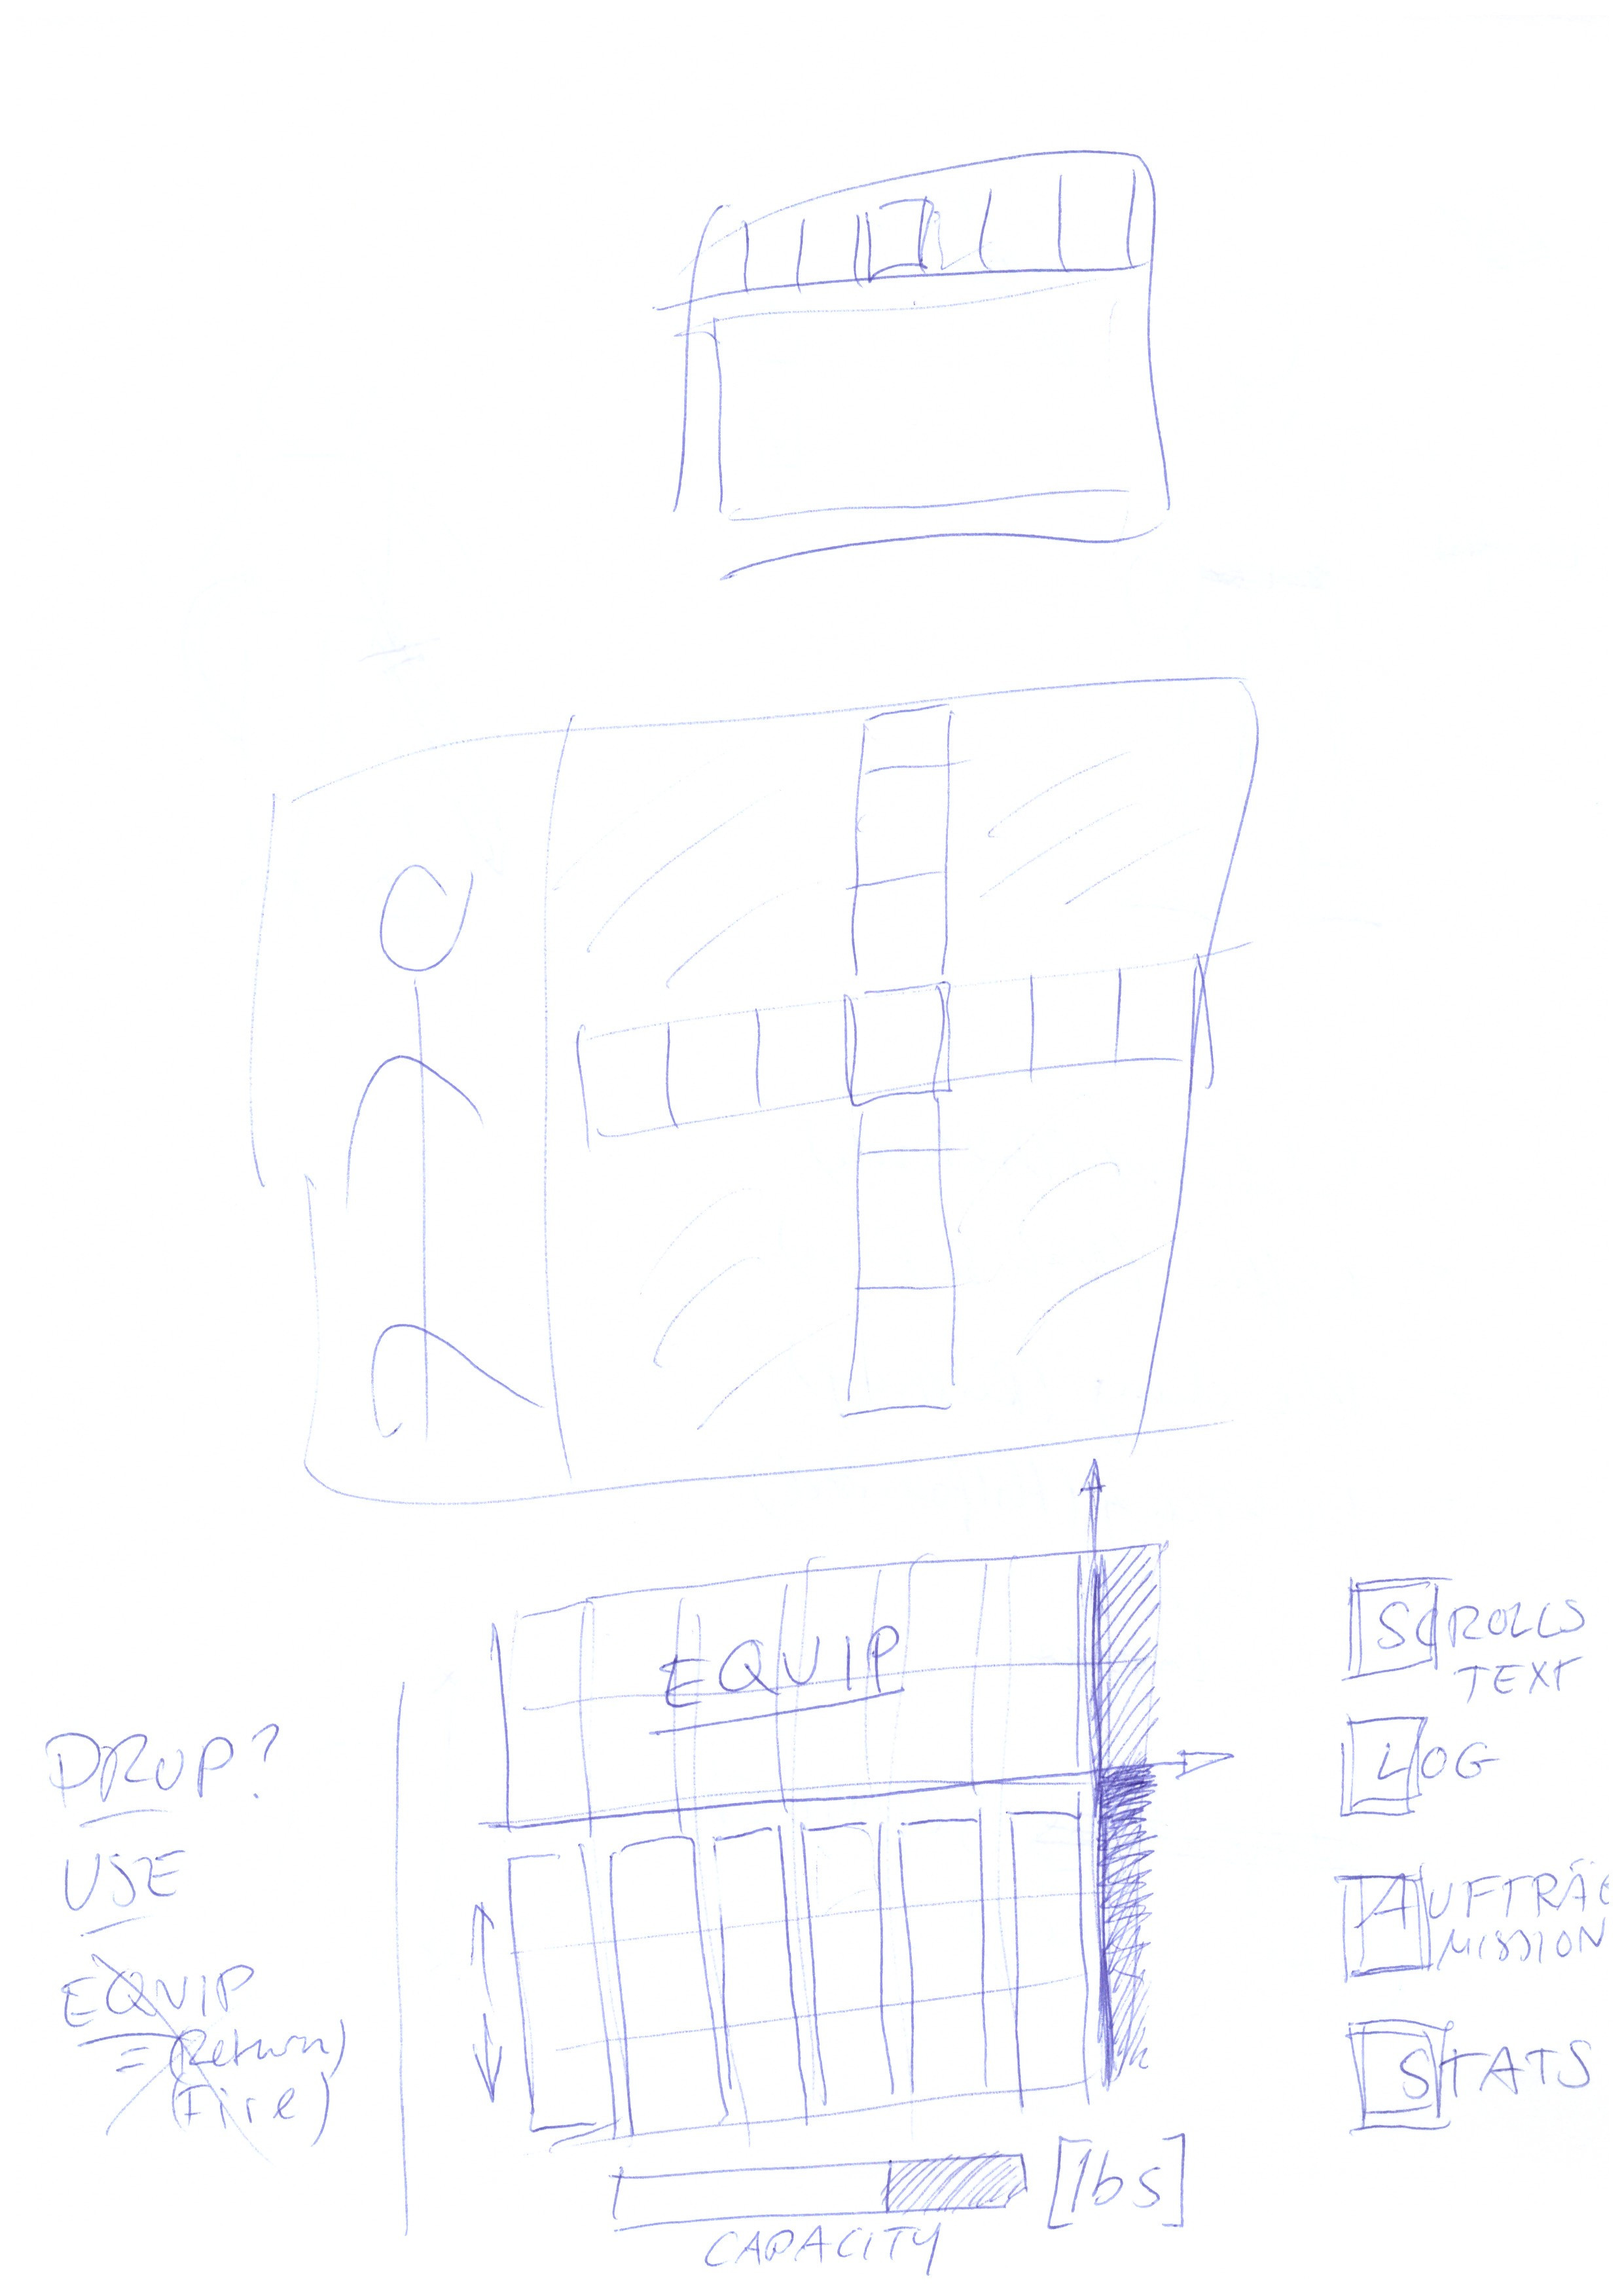 EQUIP
DROP?
USE
EQUIP
=(Return)
(Fire)
SCROLLS
TEXT
LOG
AUFTRÄG
MISSION
STATS
[lbs]
CAPACITY